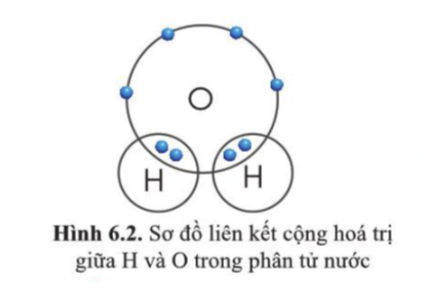 O
H
H
Hình 6.2. Sơ đồ liên kết cộng hoá trị
giữa H và O trong phân tử nước